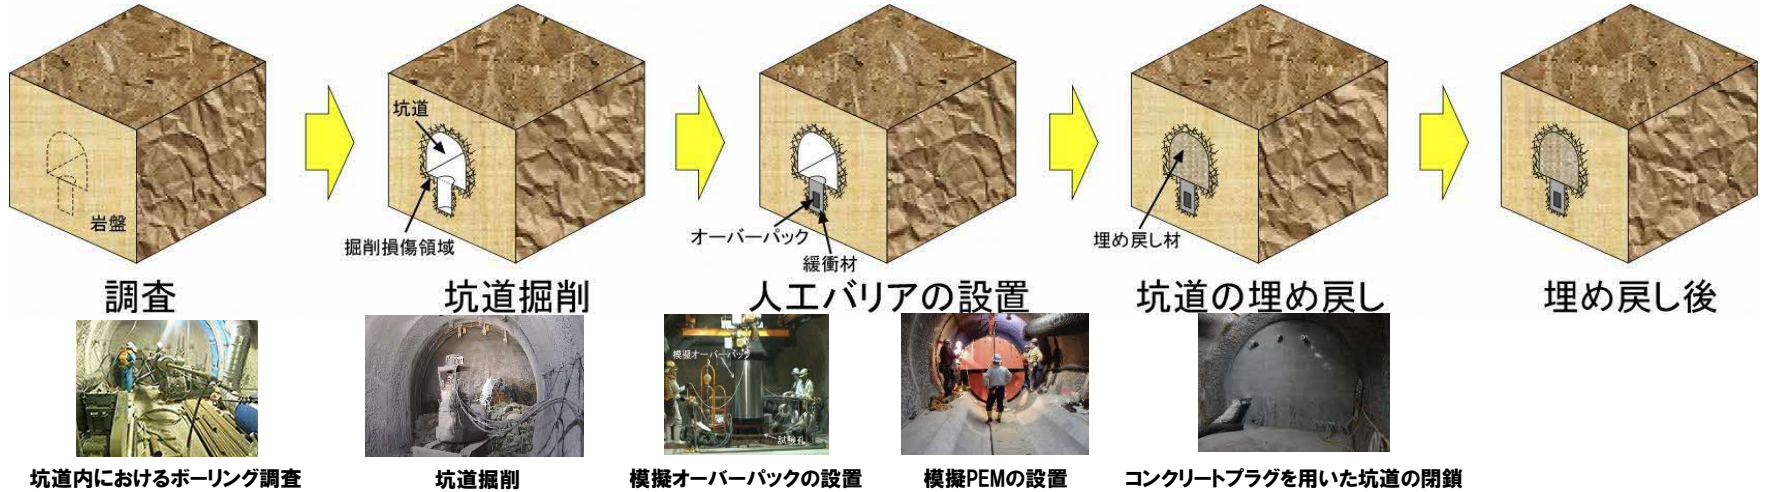 坑道
岩盤
掘削損傷領域
オーバーパック
緩衝材
埋め戻し材
調査
坑道掘削
人工バリアの設置
坑道の埋め戻し
埋め戻し後
模擬オーバーパック
試験孔
坑道内におけるボーリング調査
坑道掘削
模擬オーバーパックの設置
模擬PEMの設置
コンクリートプラグを用いた坑道の閉鎖